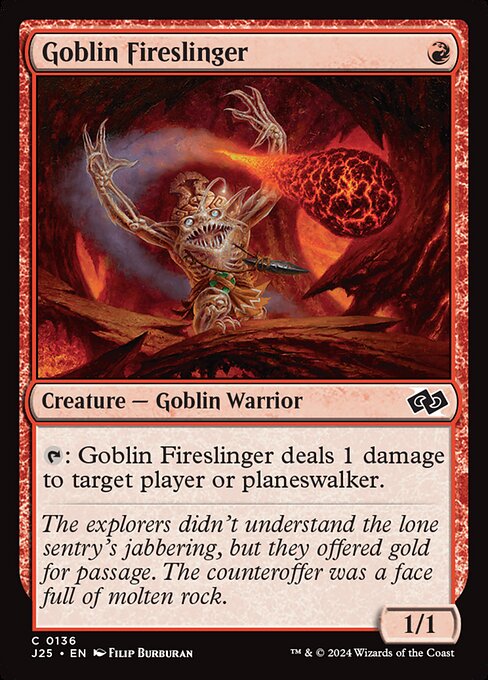 Goblin Fireslinger
Creature — Goblin Warrior
: Goblin Fireslinger deals 1 damage
to target player or planeswalker.
The explorers didn't understand the lone
sentry's jabbering, but they offered gold
for passage. The counteroffer was a face
full of molten rock.
1/1
C 0136
J25 • EN Filip Burburan
™ & © 2024 Wizards of the Coast